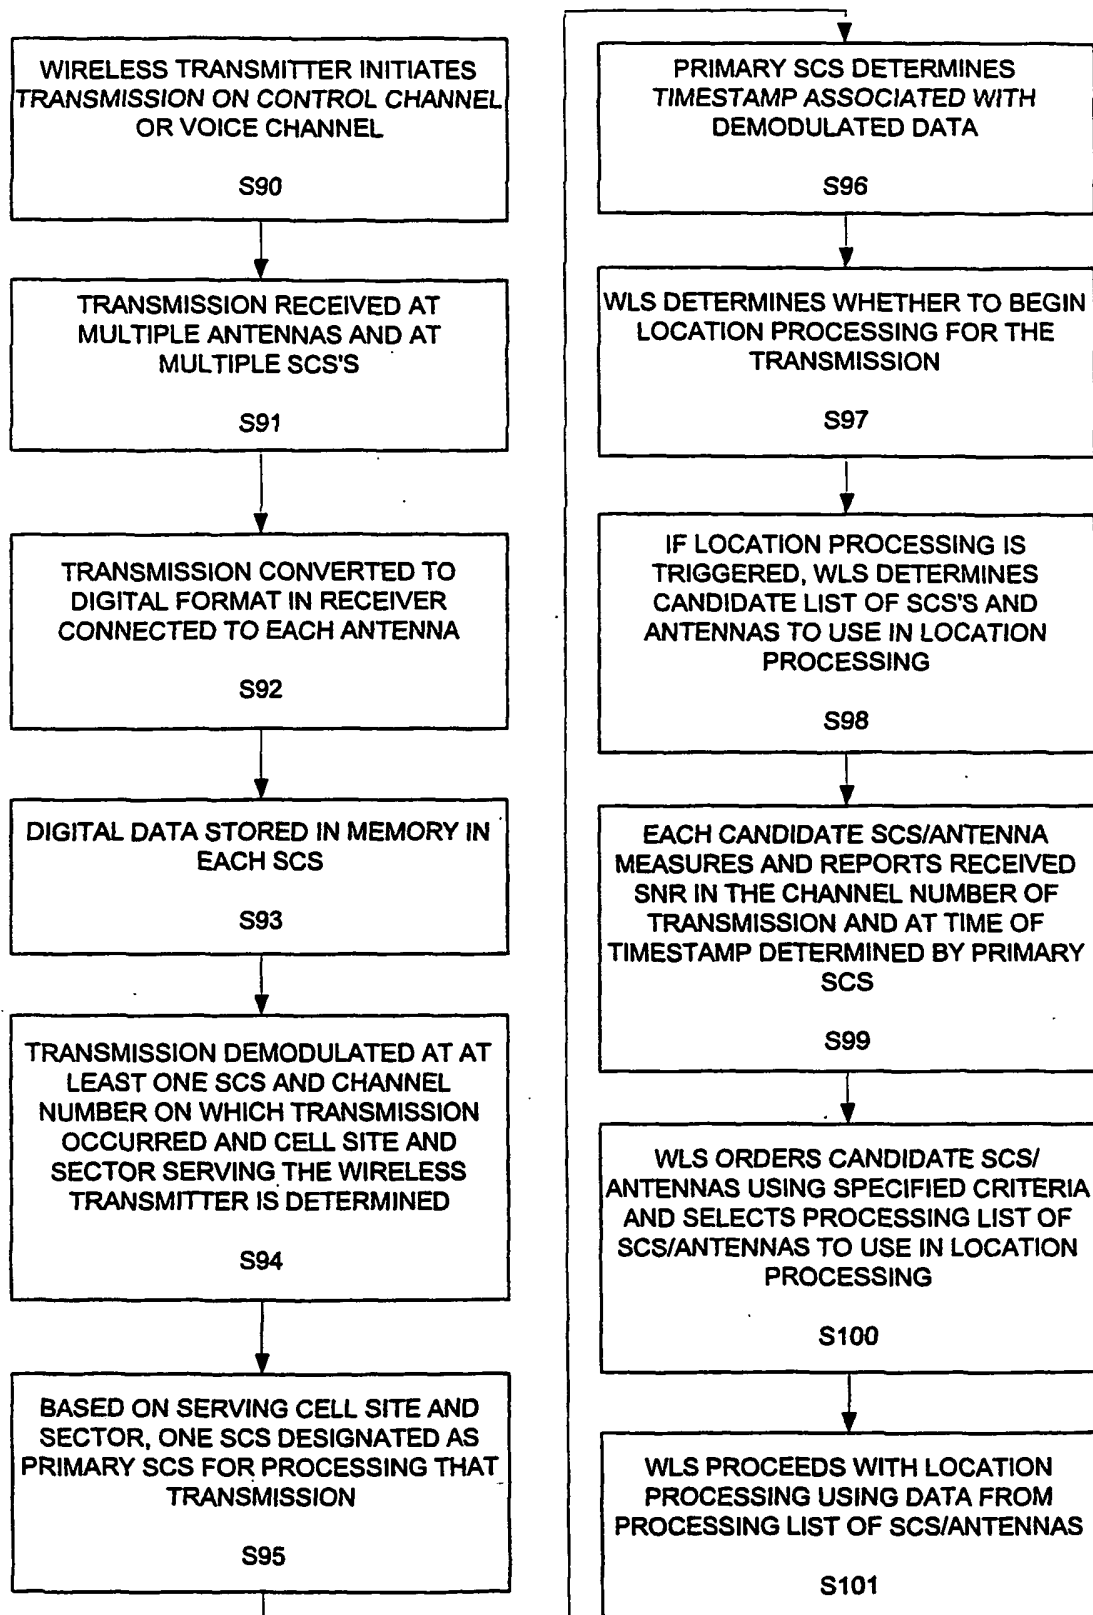 WIRELESS TRANSMITTER INITIATES
TRANSMISSION ON CONTROL CHANNEL
OR VOICE CHANNEL
S90
TRANSMISSION RECEIVED AT
MULTIPLE ANTENNAS AND AT
MULTIPLE SCS'S
S91
TRANSMISSION CONVERTED TO
DIGITAL FORMAT IN RECEIVER
CONNECTED TO EACH ANTENNA
S92
DIGITAL DATA STORED IN MEMORY IN
EACH SCS
S93
TRANSMISSION DEMODULATED AT AT
LEAST ONE SCS AND CHANNEL
NUMBER ON WHICH TRANSMISSION
OCCURRED AND CELL SITE AND
SECTOR SERVING THE WIRELESS
TRANSMITTER IS DETERMINED
S94
BASED ON SERVING CELL SITE AND
SECTOR, ONE SCS DESIGNATED AS
PRIMARY SCS FOR PROCESSING THAT
TRANSMISSION
S95
PRIMARY SCS DETERMINES
TIMESTAMP ASSOCIATED WITH
DEMODULATED DATA
S96
WLS DETERMINES WHETHER TO BEGIN
LOCATION PROCESSING FOR THE
TRANSMISSION
S97
IF LOCATION PROCESSING IS
TRIGGERED, WLS DETERMINES
CANDIDATE LIST OF SCS'S AND
ANTENNAS TO USE IN LOCATION
PROCESSING
S98
EACH CANDIDATE SCS/ANTENNA
MEASURES AND REPORTS RECEIVED
SNR IN THE CHANNEL NUMBER OF
TRANSMISSION AND AT TIME OF
TIMESTAMP DETERMINED BY PRIMARY
SCS
S99
WLS ORDERS CANDIDATE SCS/
ANTENNAS USING SPECIFIED CRITERIA
AND SELECTS PROCESSING LIST OF
SCS/ANTENNAS TO USE IN LOCATION
PROCESSING
S100
WLS PROCEEDS WITH LOCATION
PROCESSING USING DATA FROM
PROCESSING LIST OF SCS/ANTENNAS
S101